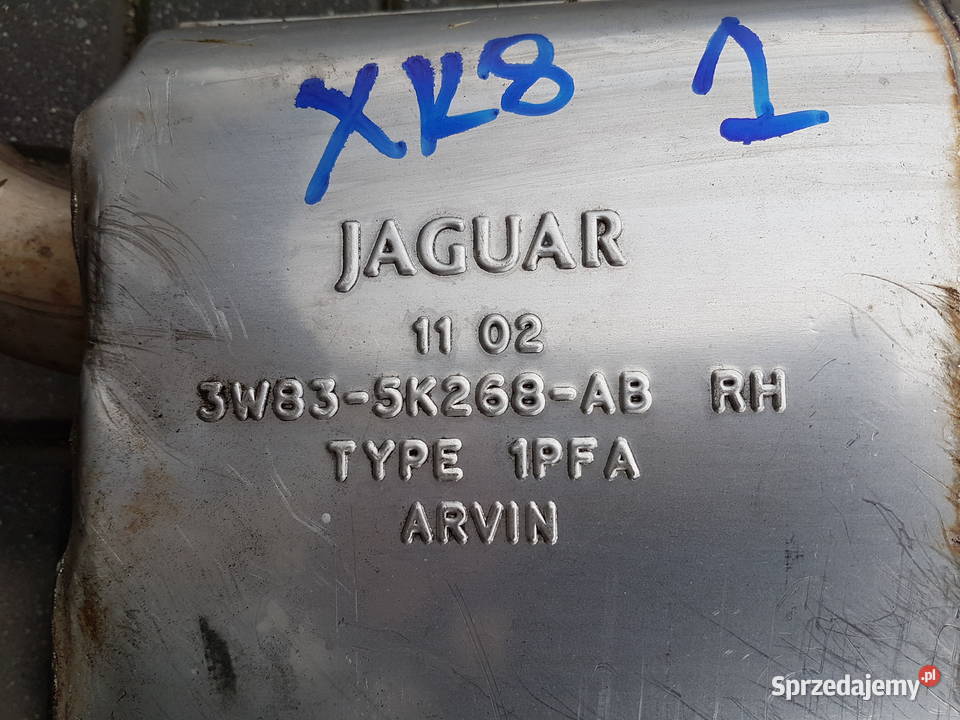 XK8 1
JAGUAR
11 02
3W83-5K268-AB RH
TYPE 1PFA
ARVIN
Sprzedajemy.pl